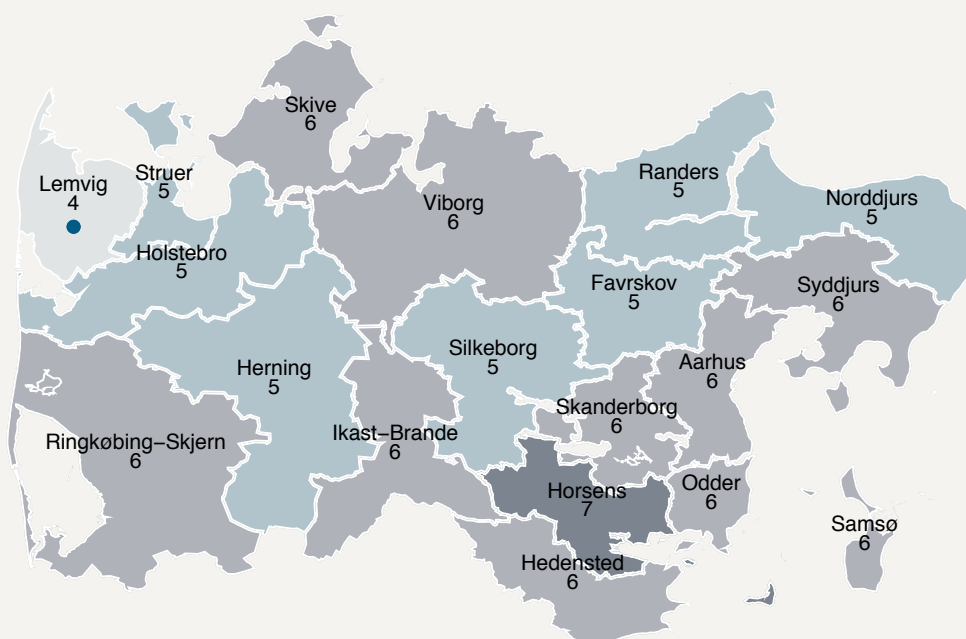 Skive
6
Struer
5
Randers
5
Lemvig
4
Norddjurs
5
Viborg
6
Holstebro
5
Favrskov
5
Syddjurs
6
Silkeborg
5
Aarhus
6
Herning
5
Skanderborg
6
Ikast−Brande
6
Ringkøbing−Skjern
6
Odder
6
Horsens
7
Samsø
6
Hedensted
6